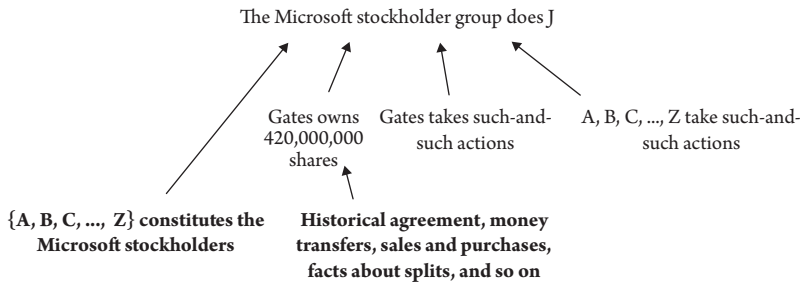 The Microsoft stockholder group does J
Gates owns
420,000,000
shares
Gates takes such-and-
such actions
A, B, C, ..., Z take such-and-
such actions
{A, B, C, ..., Z} constitutes the
Microsoft stockholders
Historical agreement, money
transfers, sales and purchases,
facts about splits, and so on